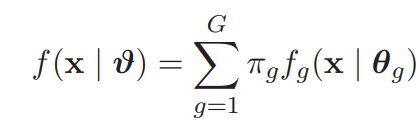 f(x | ϑ) = ∑_{g=1}^{G} π_g f_g(x | θ_g)